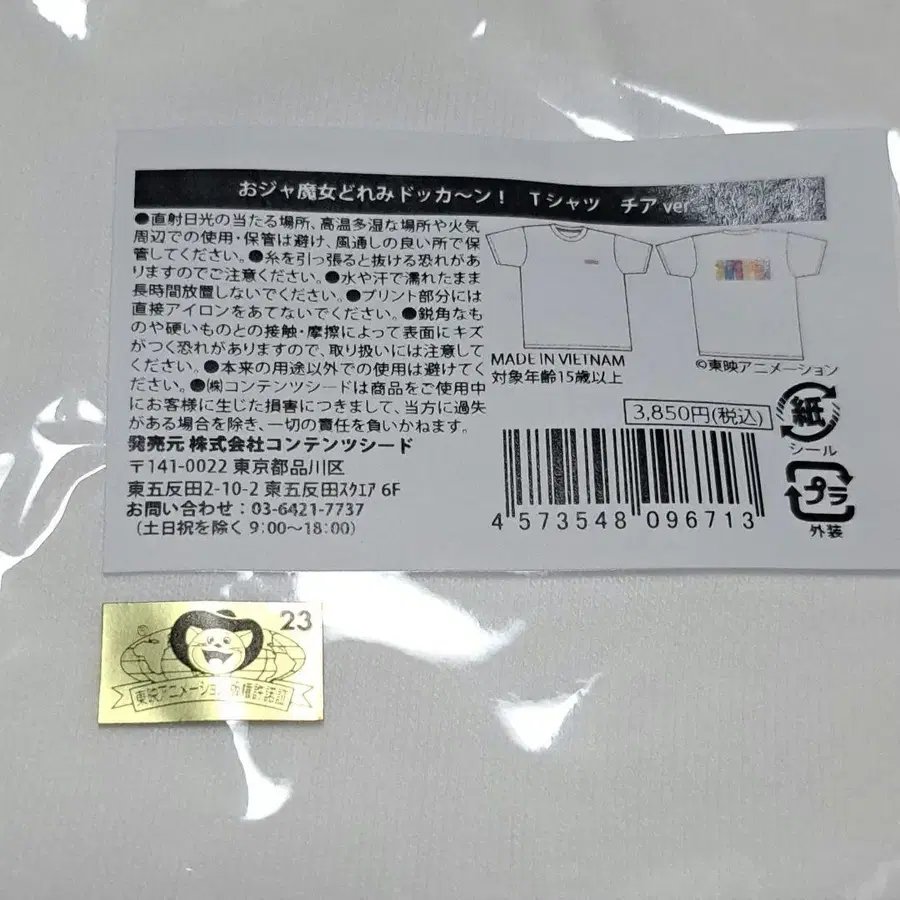 おジャ魔女どれみドッカ〜ン！ Tシャツ チアver
●直射日光の当たる場所、高温多湿な場所や火気
周辺での使用・保管は避け、風通しの良い所で保
管してください。●糸を引っ張ると抜ける恐れがあ
りますのでご注意ください。●水や汗で濡れたまま
長時間放置しないでください。●プリント部分には
直接アイロンをあてないでください。●鋭角なも
のや硬いものとの接触・摩擦によって表面にキズ
がつく恐れがありますので、取り扱いには注意して
ください。●本来の用途以外での使用は避けてく
ださい。●㈱コンテンツシードは商品をご使用中
にお客様に生じた損害につきまして、当方に過失
がある場合を除き、一切の責任を負いかねます。
発売元 株式会社コンテンツシード
〒141-0022 東京都品川区
東五反田2-10-2 東五反田スクエア 6F
お問い合わせ：03-6421-7737
(土日祝を除く 9:00〜18:00)
MADE IN VIETNAM
対象年齢15歳以上
©東映アニメーション
3,850円(税込)
4 573548 096713
紙
シール
プラ
外装
23
東映アニメーション 権許諾証